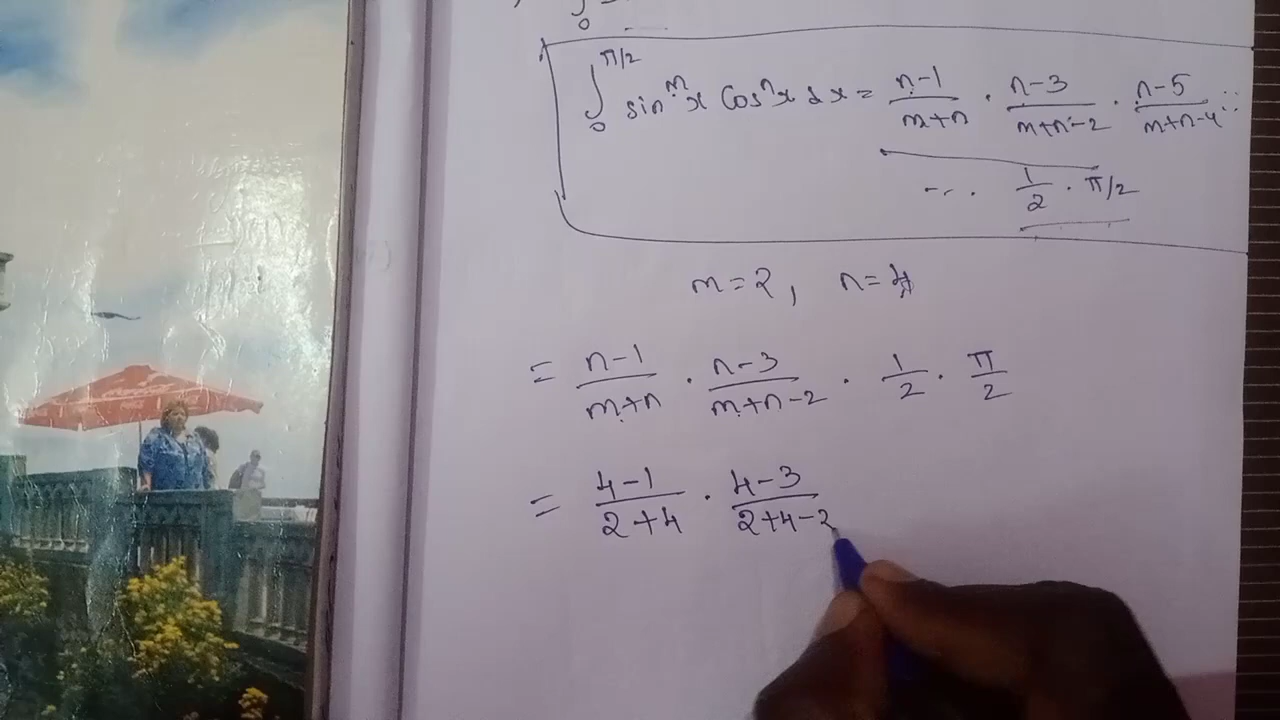 ∫₀^π/2 sin^m x cos^n x dx = (n-1)/(m+n) · (n-3)/(m+n-2) · (n-5)/(m+n-4) ...
... 1/2 · π/2
m = 2, n = 4
= (n-1)/(m+n) · (n-3)/(m+n-2) · 1/2 · π/2
= (4-1)/(2+4) · (4-3)/(2+4-2